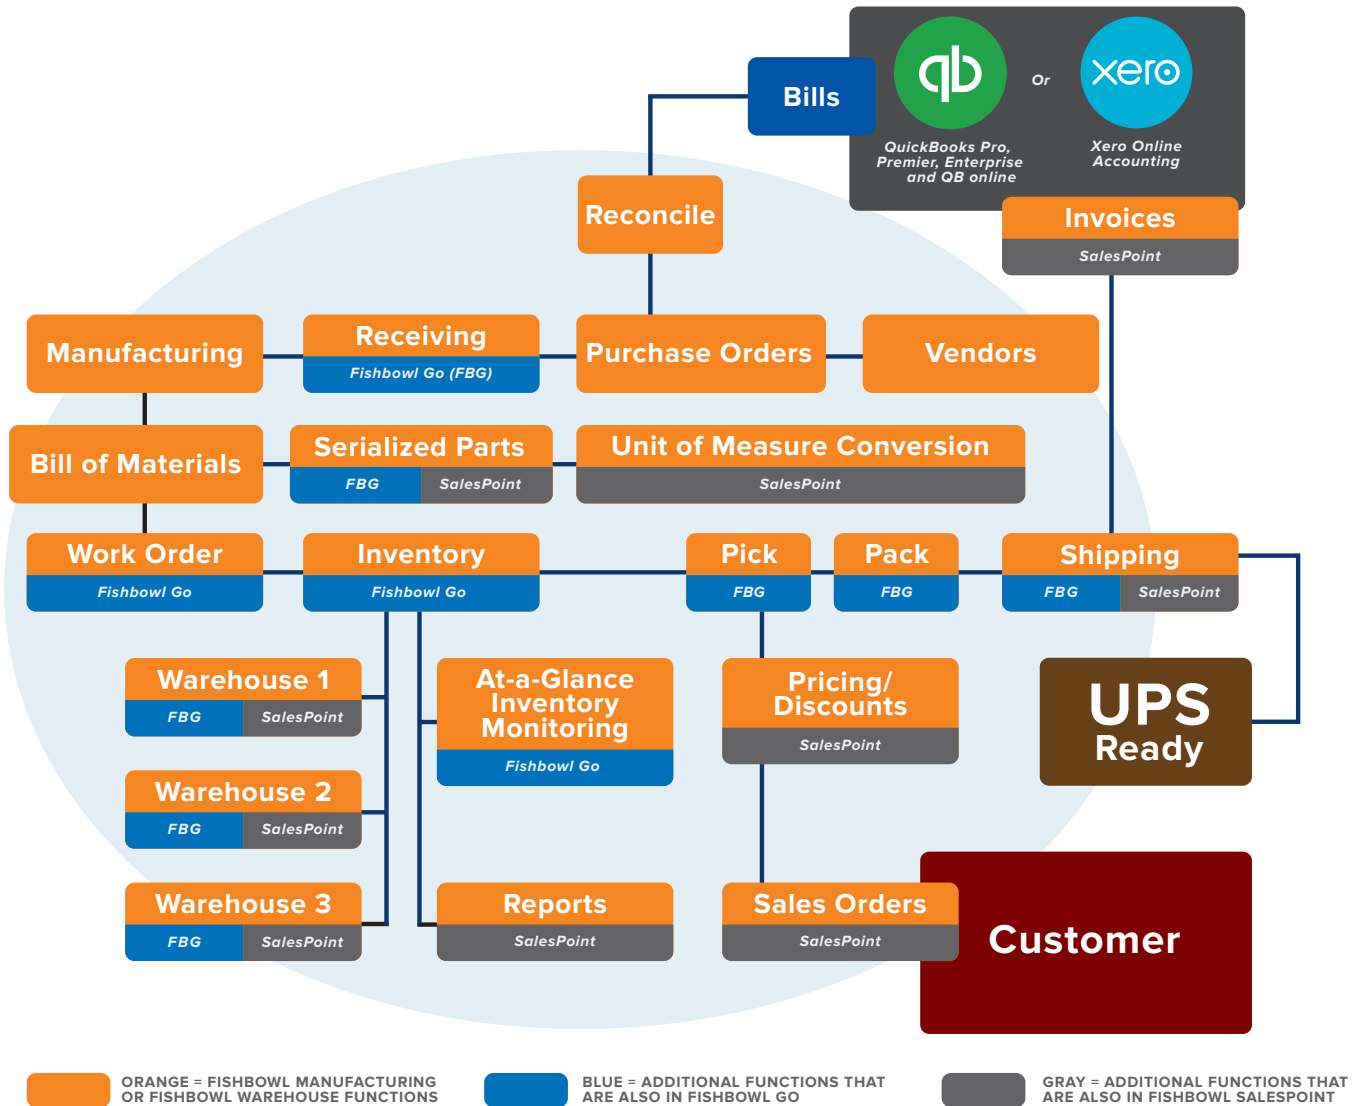 qb
Or
xero
Bills
QuickBooks Pro,
Premier, Enterprise
and QB online
Xero Online
Accounting
Reconcile
Invoices
SalesPoint
Manufacturing
Receiving
Fishbowl Go (FBG)
Purchase Orders
Vendors
Bill of Materials
Serialized Parts
FBG
SalesPoint
Unit of Measure Conversion
SalesPoint
Work Order
Fishbowl Go
Inventory
Fishbowl Go
Pick
FBG
Pack
FBG
Shipping
FBG
SalesPoint
Warehouse 1
FBG
SalesPoint
At-a-Glance
Inventory
Monitoring
Fishbowl Go
Pricing/
Discounts
SalesPoint
UPS
Ready
Warehouse 2
FBG
SalesPoint
Warehouse 3
FBG
SalesPoint
Reports
SalesPoint
Sales Orders
SalesPoint
Customer
ORANGE = FISHBOWL MANUFACTURING
OR FISHBOWL WAREHOUSE FUNCTIONS
BLUE = ADDITIONAL FUNCTIONS THAT
ARE ALSO IN FISHBOWL GO
GRAY = ADDITIONAL FUNCTIONS THAT
ARE ALSO IN FISHBOWL SALESPOINT